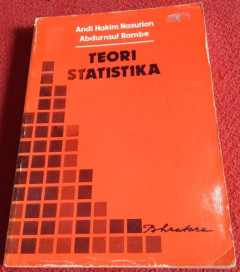 Andi Hakim Nasution
Abdurrauf Rambe
TEORI
STATISTIKA
Bhratara